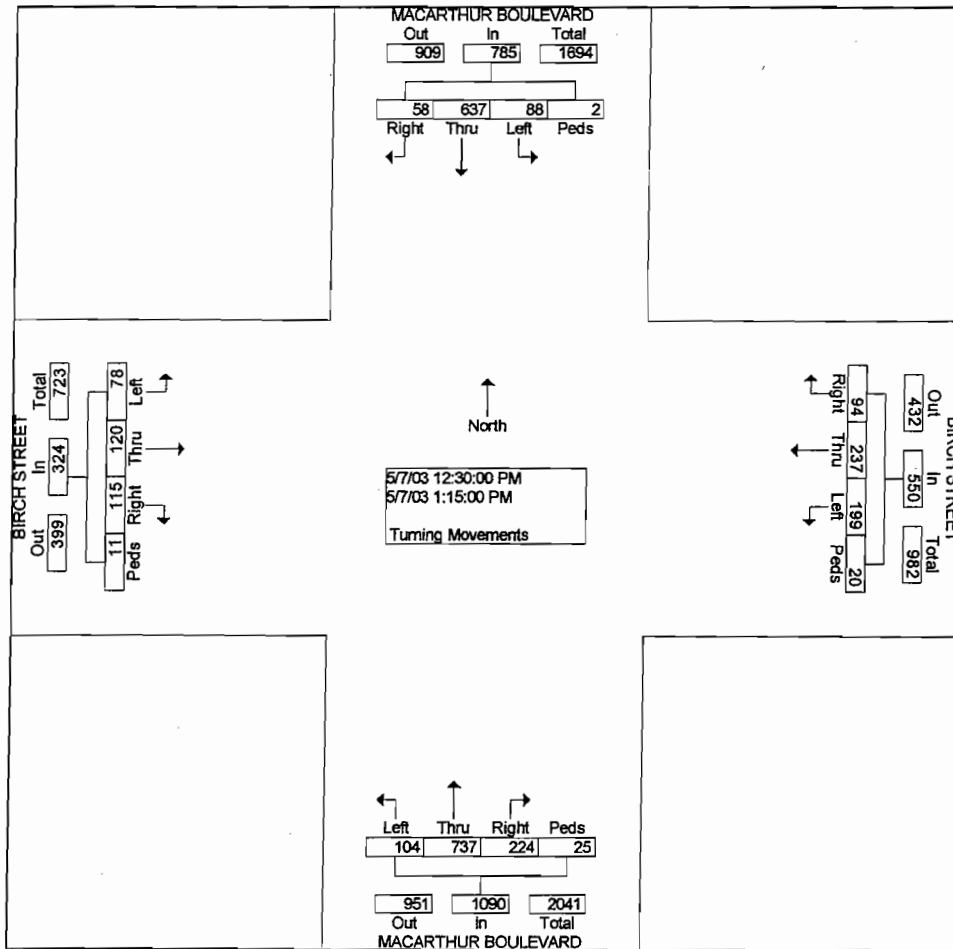 MACARTHUR BOULEVARD
Out In Total
909 785 1694
58 637 88 2
Right Thru Left Peds
BIRCH STREET
Total In Out
723 324 399
78 120 115 11
Left Thru Right Peds
North
5/7/03 12:30:00 PM
5/7/03 1:15:00 PM
Turning Movements
Right Thru Left Peds
94 237 199 20
Out In Total
432 550 982
BIRCH STREET
Left Thru Right Peds
104 737 224 25
951 1090 2041
Out In Total
MACARTHUR BOULEVARD